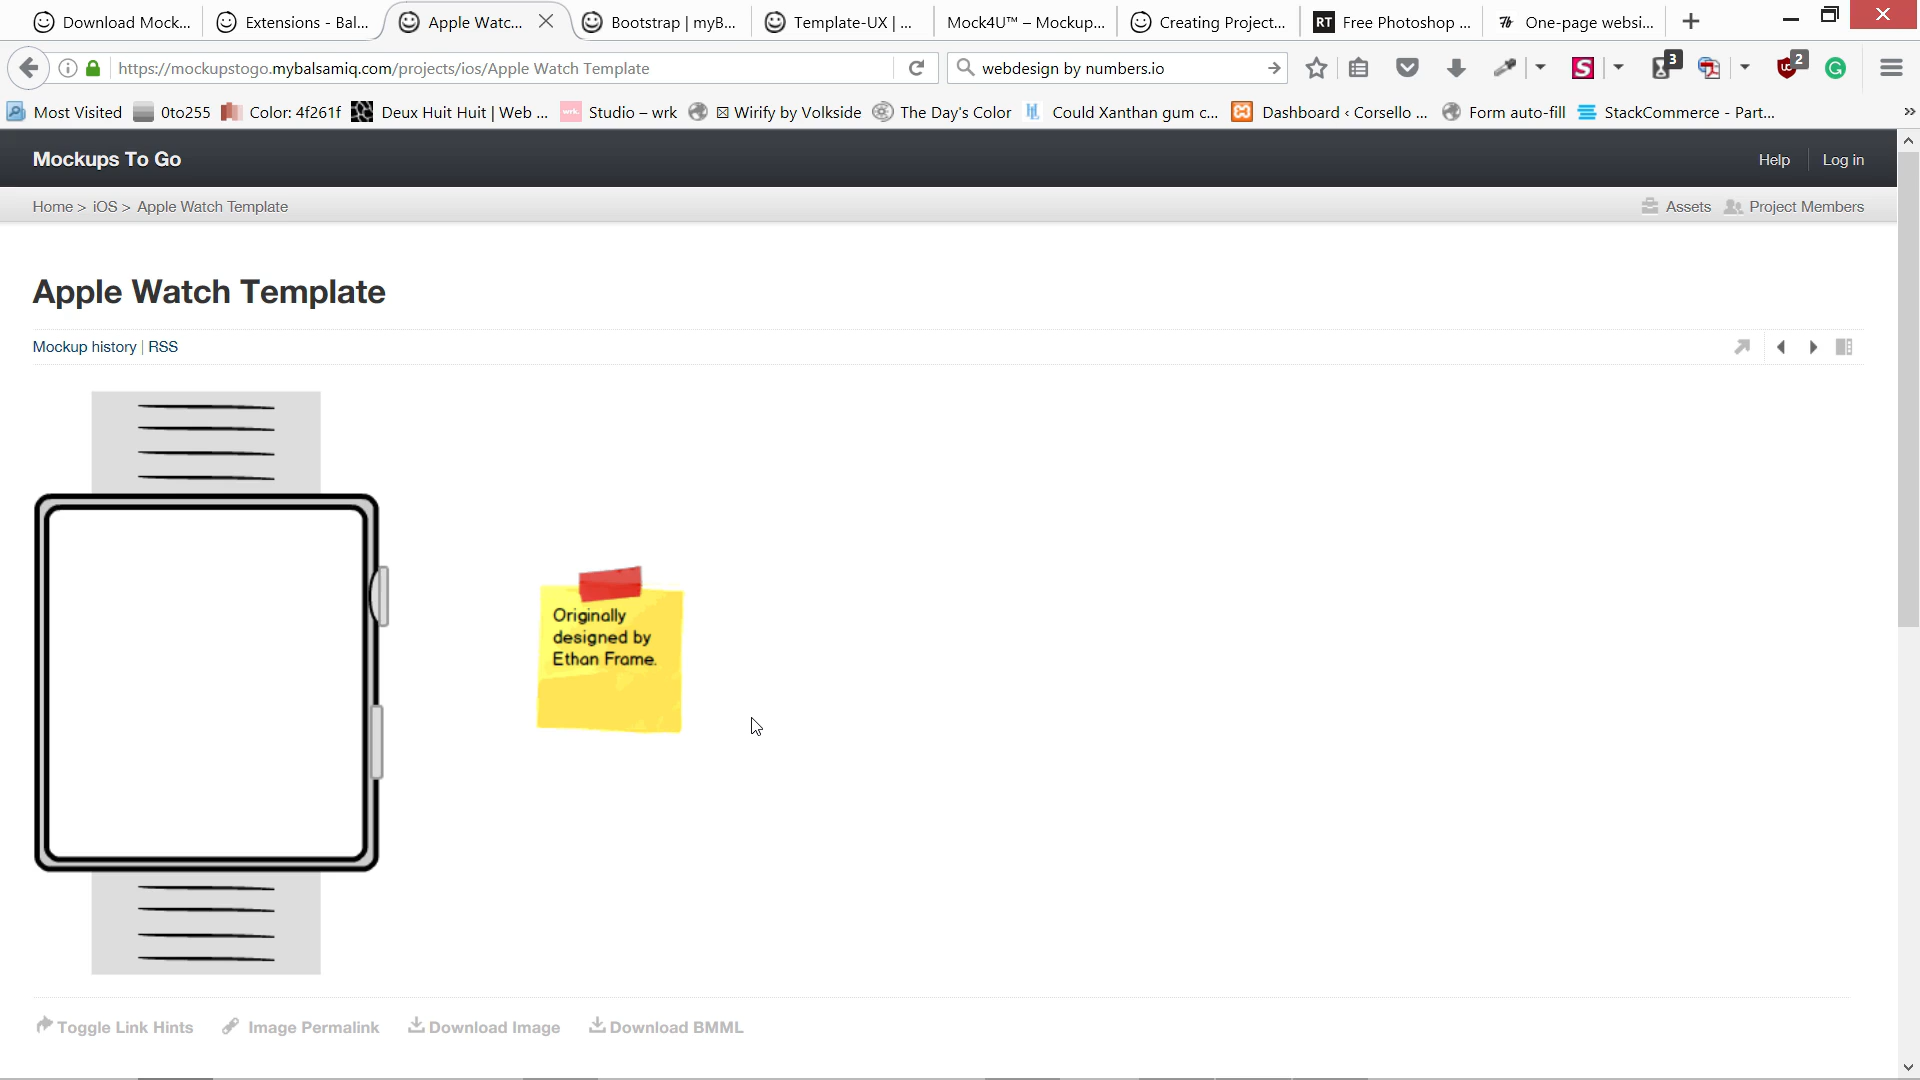 Download Mock...
Extensions - Bal...
Apple Watc...
Bootstrap | myB...
Template-UX | ...
Mock4U™ – Mockup...
Creating Project...
RT Free Photoshop ...
7b One-page websi...
https://mockupstogo.mybalsamiq.com/projects/ios/Apple Watch Template
webdesign by numbers.io
S
3
2
G
Most Visited
0to255
Color: 4f261f
Deux Huit Huit | Web ...
wrk. Studio – wrk
Wirify by Volkside
The Day's Color
Could Xanthan gum c...
Dashboard ‹ Corsello ...
Form auto-fill
StackCommerce - Part...
»
Mockups To Go
Help
Log in
Home > iOS > Apple Watch Template
Assets
Project Members
Apple Watch Template
Mockup history | RSS
Originally
designed by
Ethan Frame.
Toggle Link Hints
Image Permalink
Download Image
Download BMML